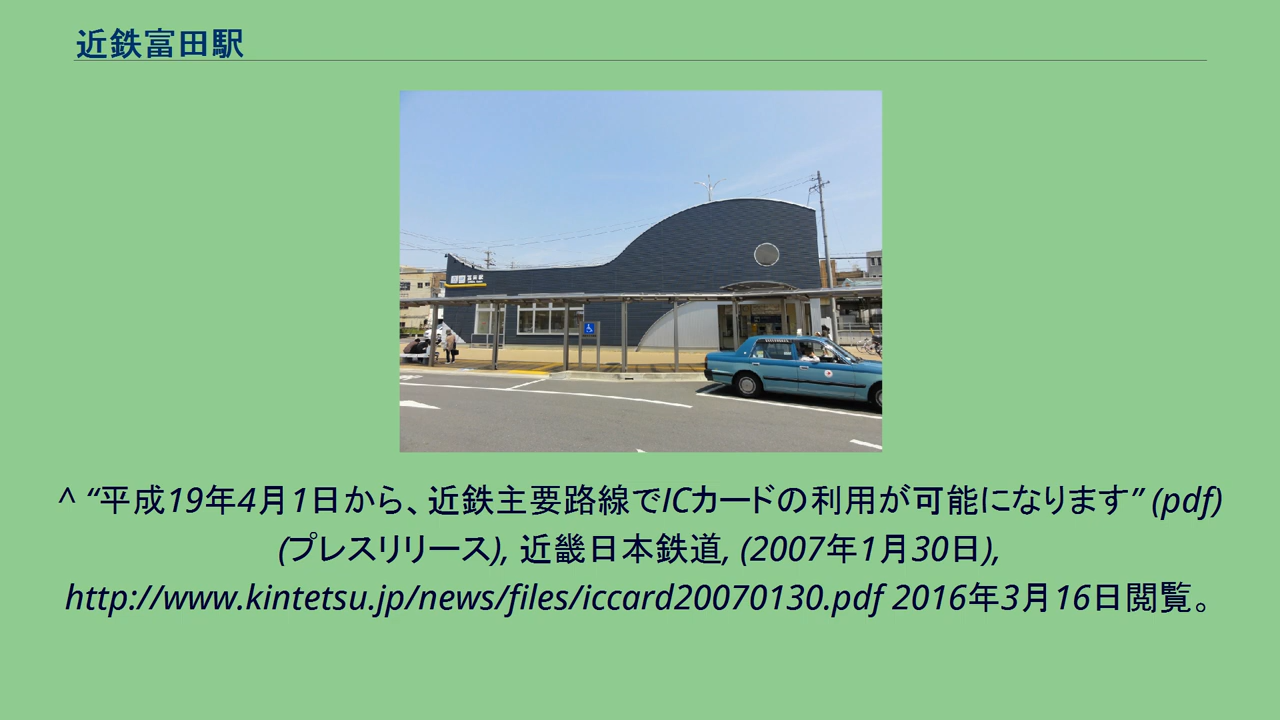 近鉄富田駅
^ “平成19年4月1日から、近鉄主要路線でICカードの利用が可能になります” (pdf)
(プレスリリース), 近畿日本鉄道, (2007年1月30日),
http://www.kintetsu.jp/news/files/iccard20070130.pdf 2016年3月16日閲覧。